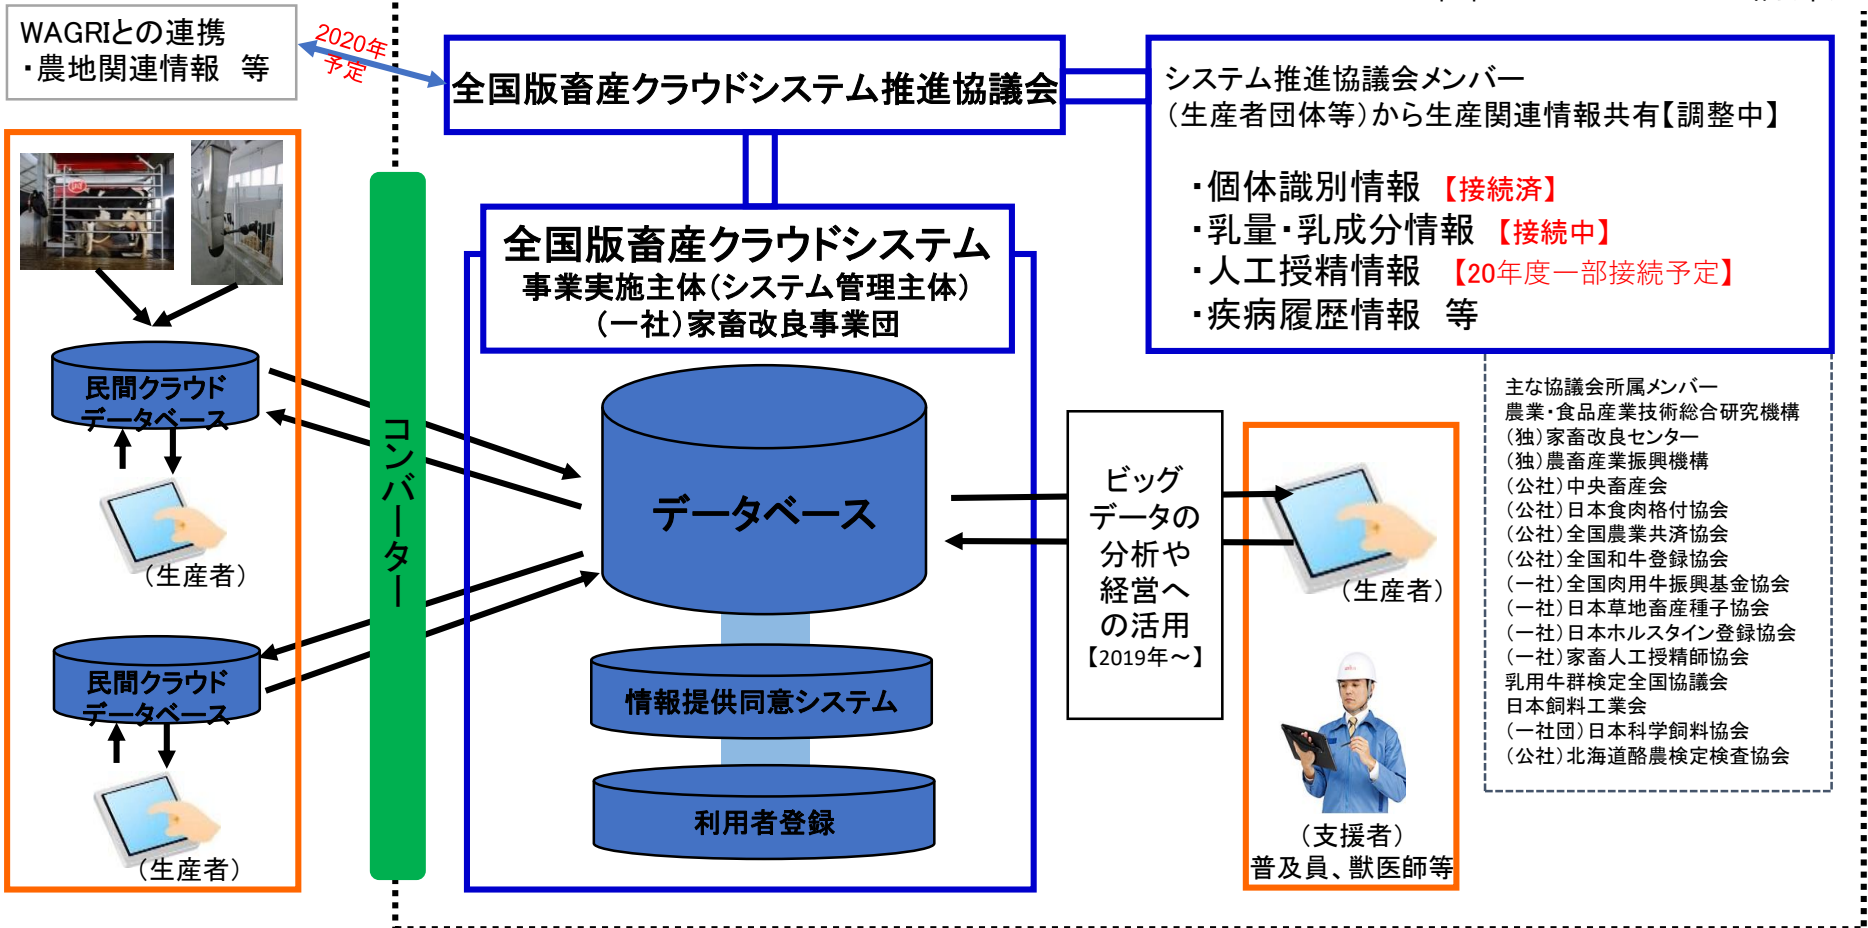 WAGRIとの連携
・農地関連情報　等
2020年
予定
全国版畜産クラウドシステム推進協議会
システム推進協議会メンバー
（生産者団体等）から生産関連情報共有【調整中】
・個体識別情報　【接続済】
・乳量・乳成分情報　【接続中】
・人工授精情報　【20年度一部接続予定】
・疾病履歴情報　等
全国版畜産クラウドシステム
事業実施主体（システム管理主体）
（一社）家畜改良事業団
民間クラウド
データベース
（生産者）
民間クラウド
データベース
（生産者）
コンバーター
データベース
情報提供同意システム
利用者登録
ビッグ
データの
分析や
経営へ
の活用
【2019年～】
（生産者）
（支援者）
普及員、獣医師等
主な協議会所属メンバー
農業・食品産業技術総合研究機構
（独）家畜改良センター
（独）農畜産業振興機構
（公社）中央畜産会
（公社）日本食肉格付協会
（公社）全国農業共済協会
（公社）全国和牛登録協会
（一社）全国肉用牛振興基金協会
（一社）日本草地畜産種子協会
（一社）日本ホルスタイン登録協会
（一社）家畜人工授精師協会
乳用牛群検定全国協議会
日本飼料工業会
（一社団）日本科学飼料協会
（公社）北海道酪農検定検査協会